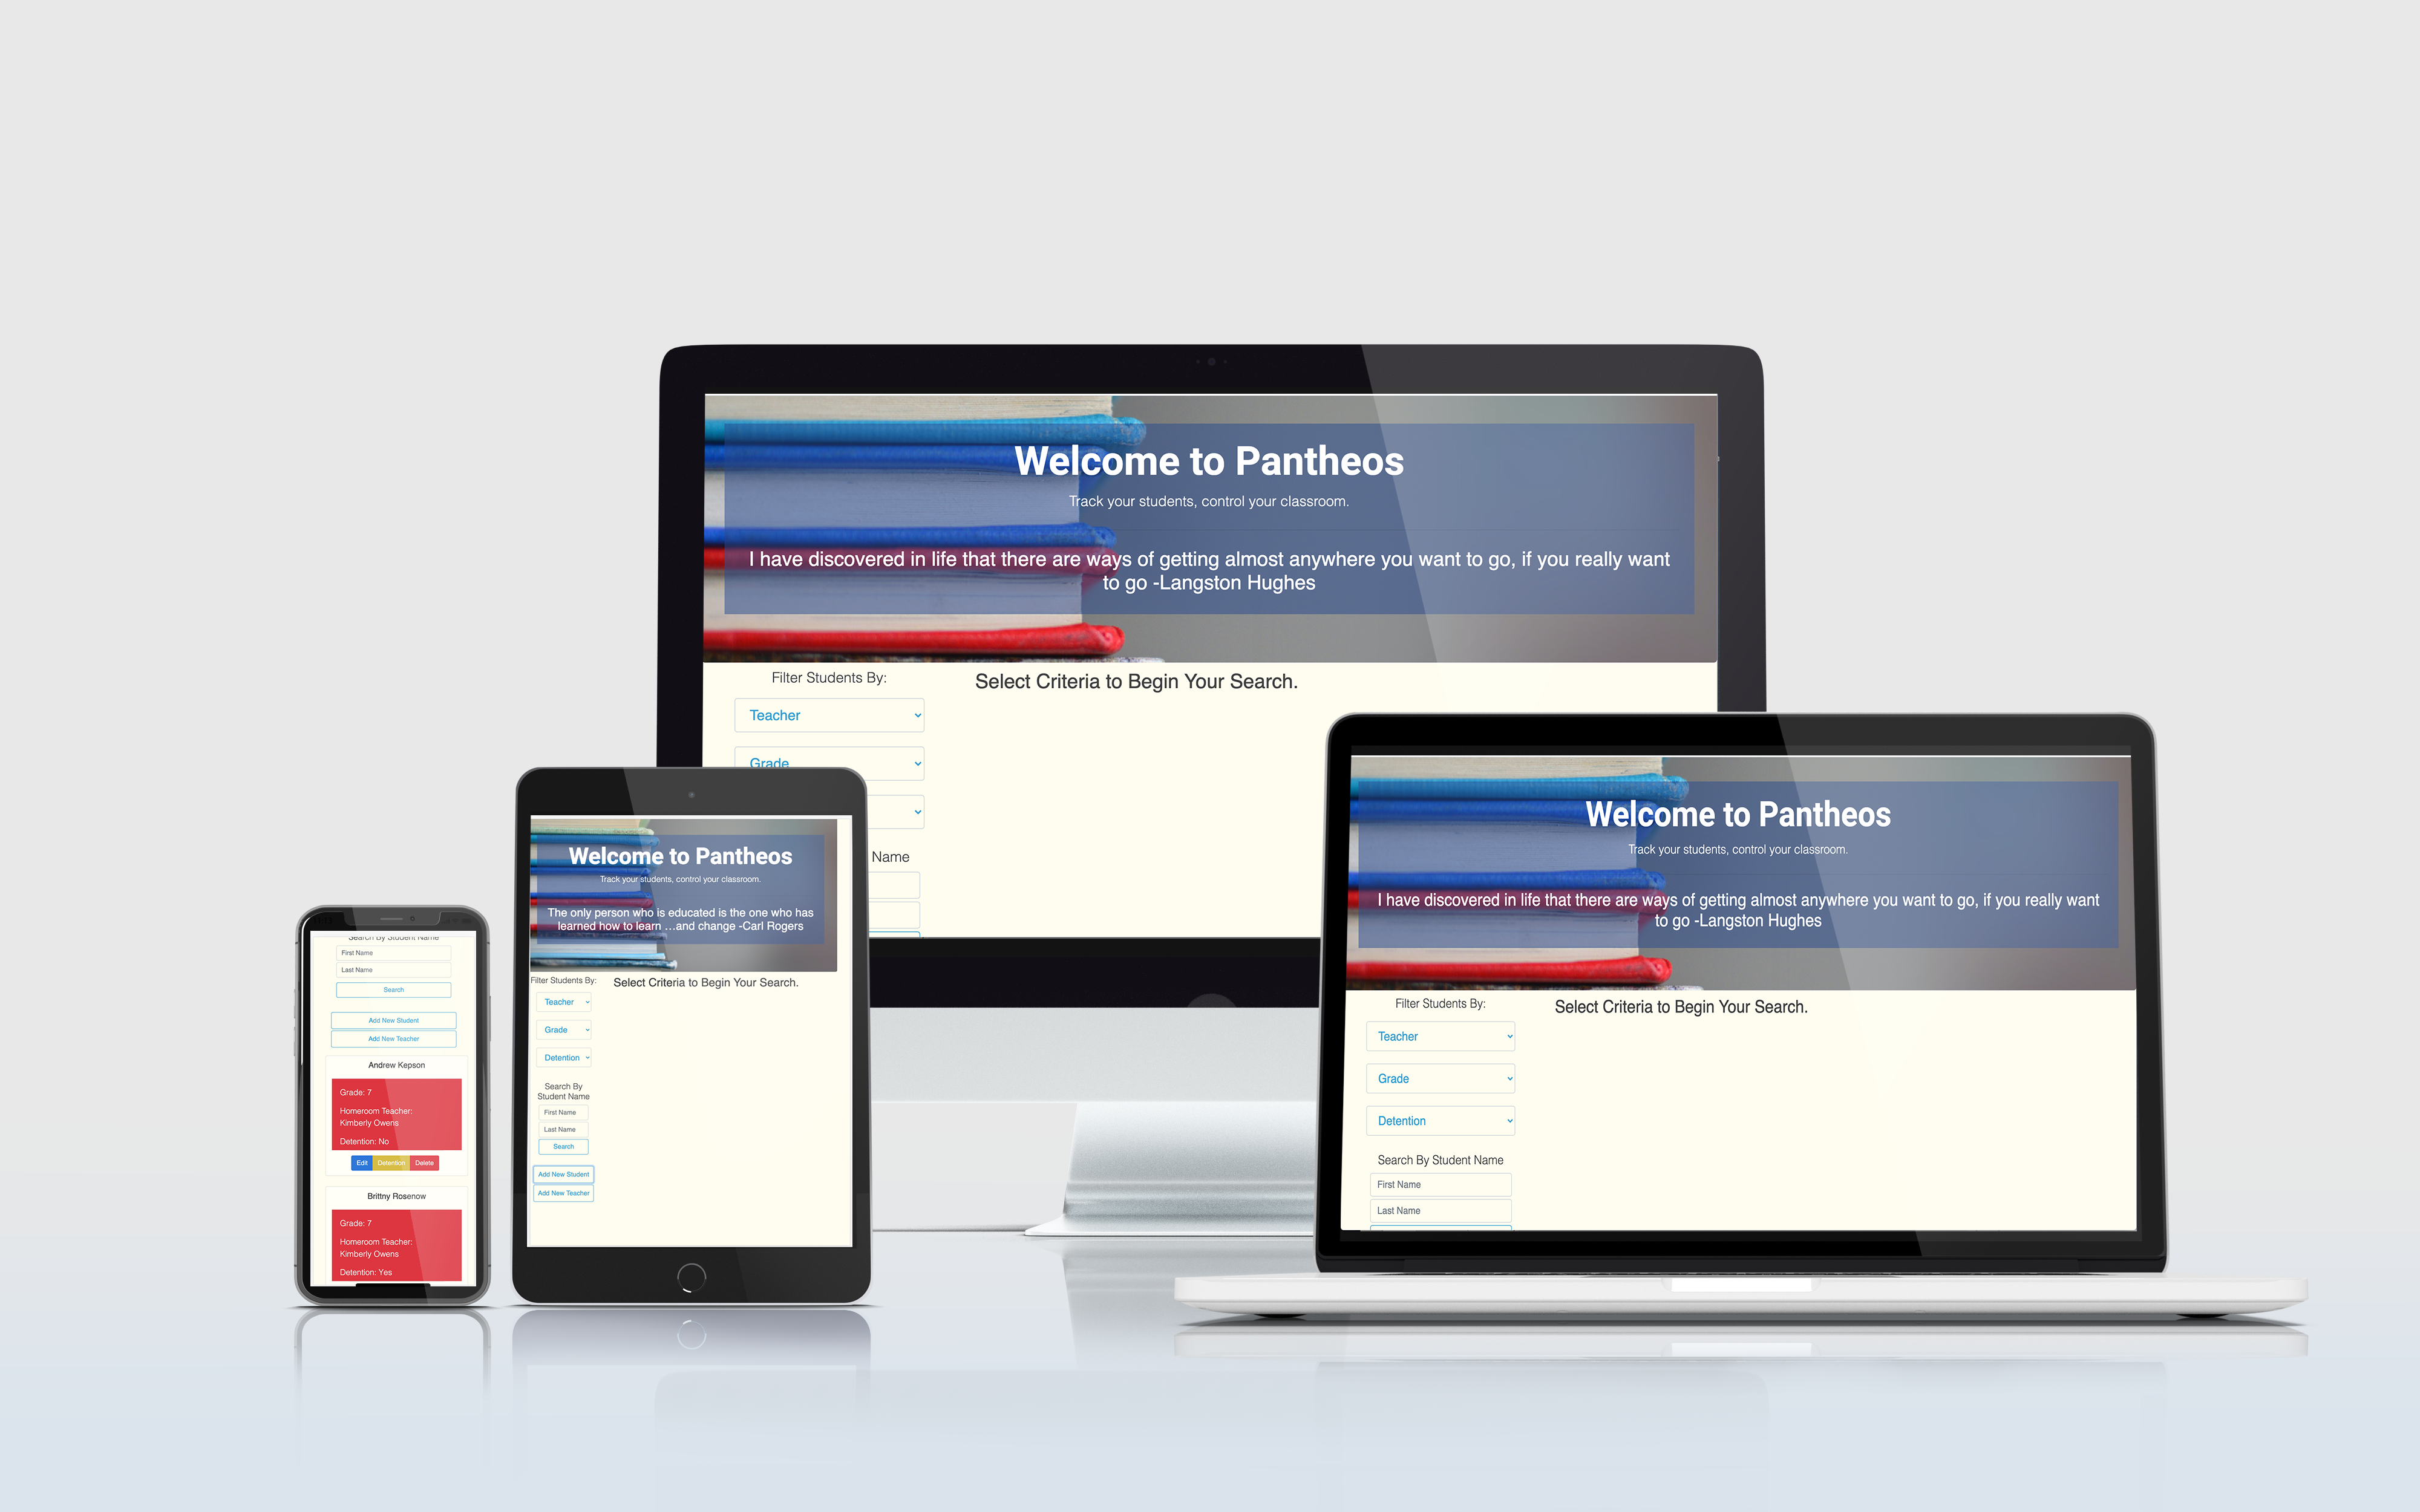 Welcome to Pantheos
Track your students, control your classroom.
I have discovered in life that there are ways of getting almost anywhere you want to go, if you really want
to go -Langston Hughes
Filter Students By:
Select Criteria to Begin Your Search.
Teacher
Grade
Name
Welcome to Pantheos
Track your students, control your classroom.
I have discovered in life that there are ways of getting almost anywhere you want to go, if you really want
to go -Langston Hughes
Filter Students By:
Select Criteria to Begin Your Search.
Teacher
Grade
Detention
Search By Student Name
First Name
Last Name
Welcome to Pantheos
Track your students, control your classroom.
The only person who is educated is the one who has
learned how to learn ...and change -Carl Rogers
Filter Students By:
Select Criteria to Begin Your Search.
Teacher
Grade
Detention
Search By
Student Name
First Name
Last Name
Search
Add New Student
Add New Teacher
Search By Student Name
First Name
Last Name
Search
Add New Student
Add New Teacher
Andrew Kepson
Grade: 7
Homeroom Teacher:
Kimberly Owens
Detention: No
Edit Detention Delete
Brittny Rosenow
Grade: 7
Homeroom Teacher:
Kimberly Owens
Detention: Yes